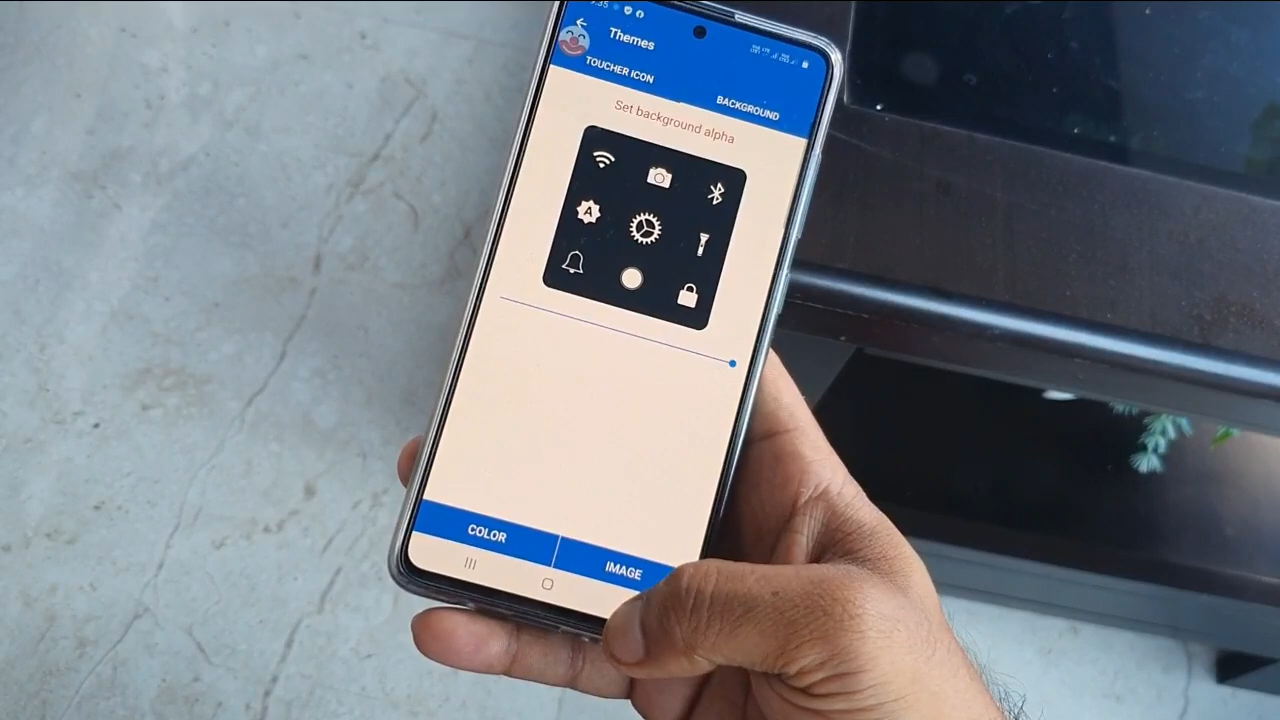 Themes
TOUCHER ICON
BACKGROUND
Set background alpha
A
COLOR
IMAGE